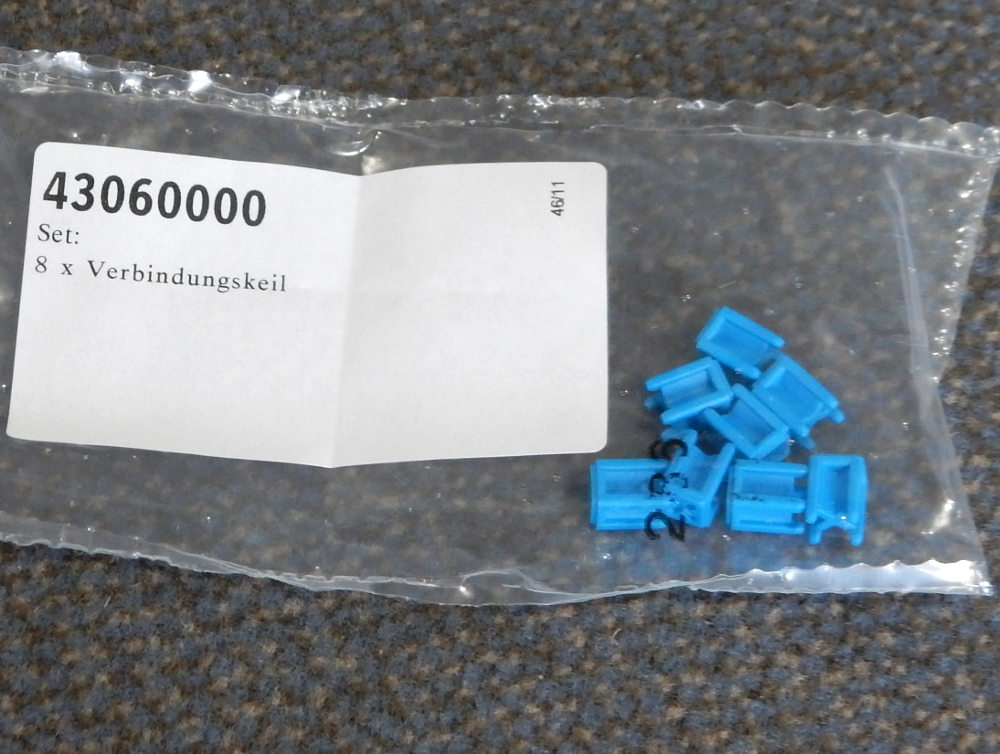 43060000
46/11
Set:
8 x Verbindungskeil